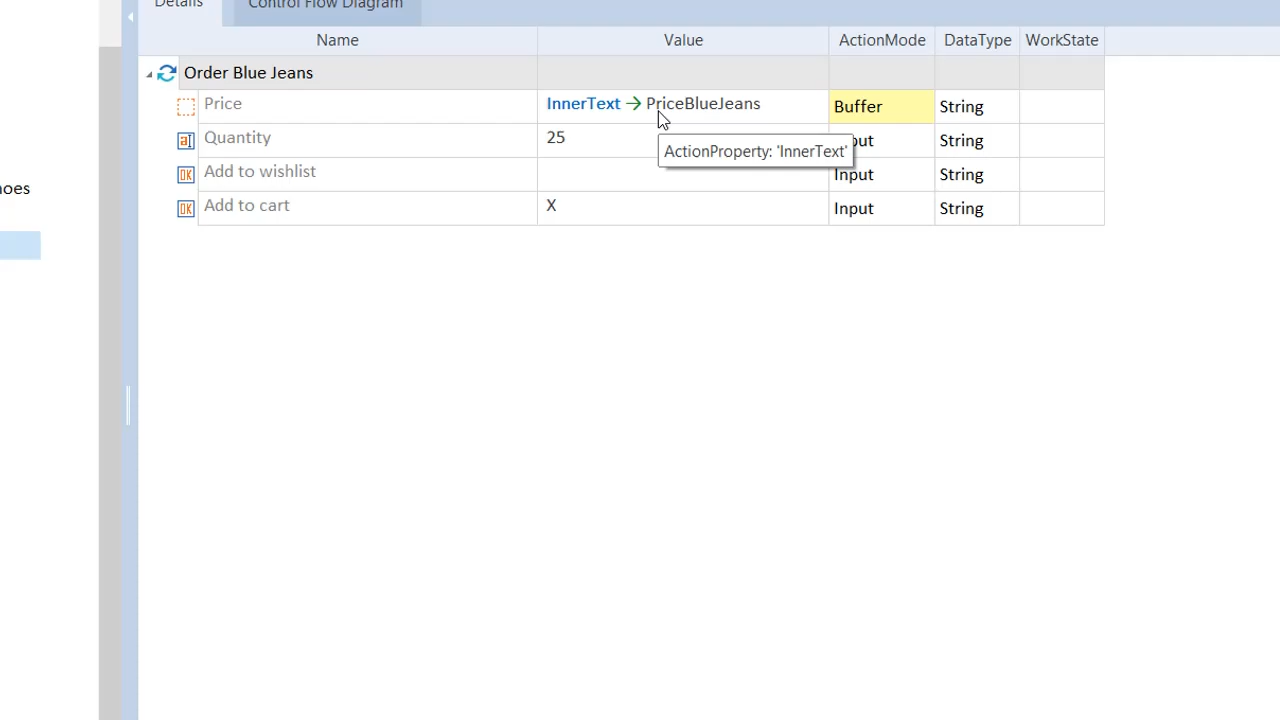 Details Control Flow Diagram
Name Value ActionMode DataType WorkState
Order Blue Jeans
Price InnerText → PriceBlueJeans Buffer String
Quantity 25 String
ActionProperty: 'InnerText'
Add to wishlist Input String
Add to cart X Input String